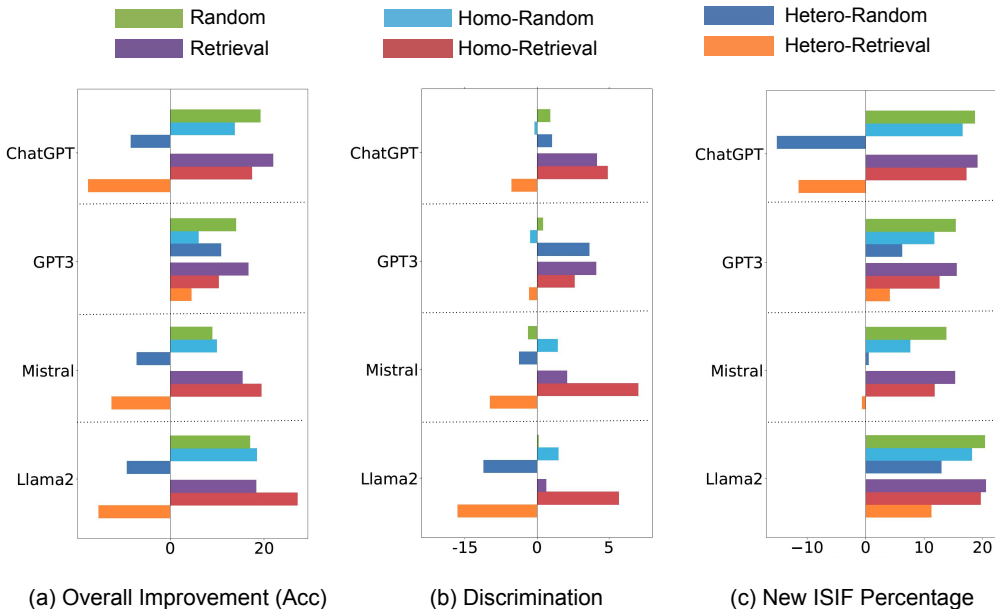 Random
Homo-Random
Hetero-Random
Retrieval
Homo-Retrieval
Hetero-Retrieval
ChatGPT
GPT3
Mistral
Llama2
0 20
(a) Overall Improvement (Acc)
ChatGPT
GPT3
Mistral
Llama2
-15 0 5
(b) Discrimination
ChatGPT
GPT3
Mistral
Llama2
−10 0 10 20
(c) New ISIF Percentage